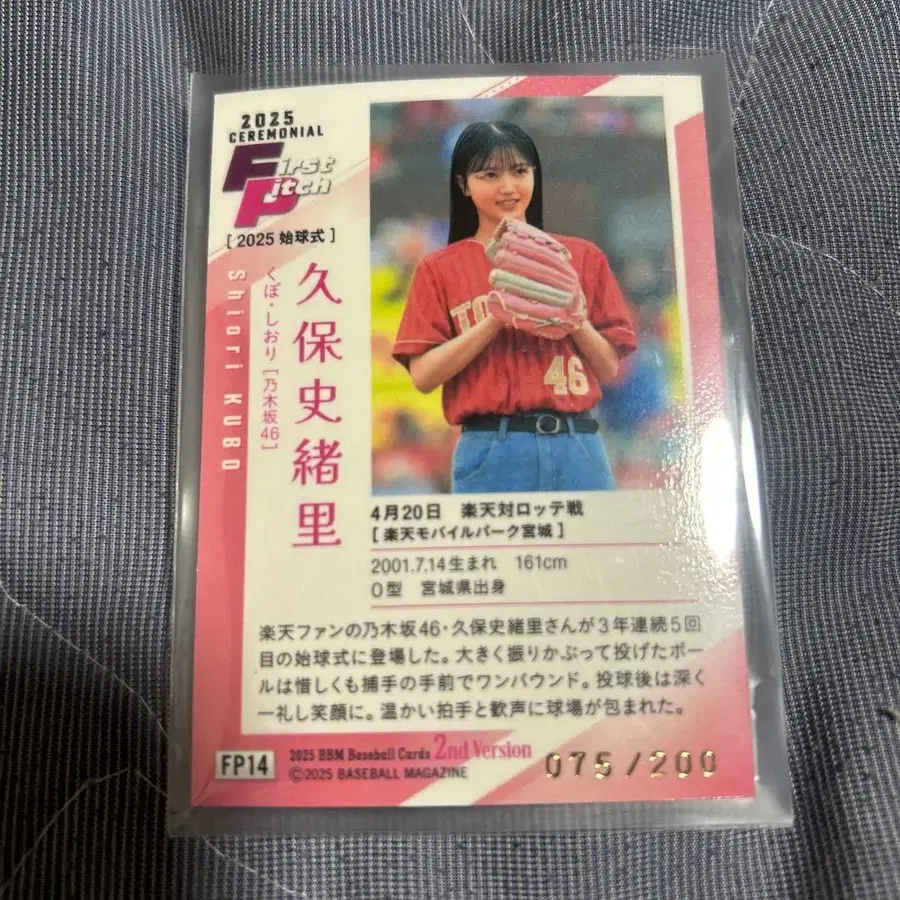 2025
CEREMONIAL
First
Pitch
[ 2025 始球式 ]
Shiori KUBO
久保史緒里
くぼ・しおり [乃木坂46]
46
4月20日 楽天対ロッテ戦
[ 楽天モバイルパーク宮城 ]
2001.7.14生まれ 161cm
O型 宮城県出身
楽天ファンの乃木坂46・久保史緒里さんが3年連続5回
目の始球式に登場した。大きく振りかぶって投げたボー
ルは惜しくも捕手の手前でワンバウンド。投球後は深く
一礼し笑顔に。温かい拍手と歓声に球場が包まれた。
FP14
2025 BBM Baseball Cards 2nd Version
©2025 BASEBALL MAGAZINE
075/200